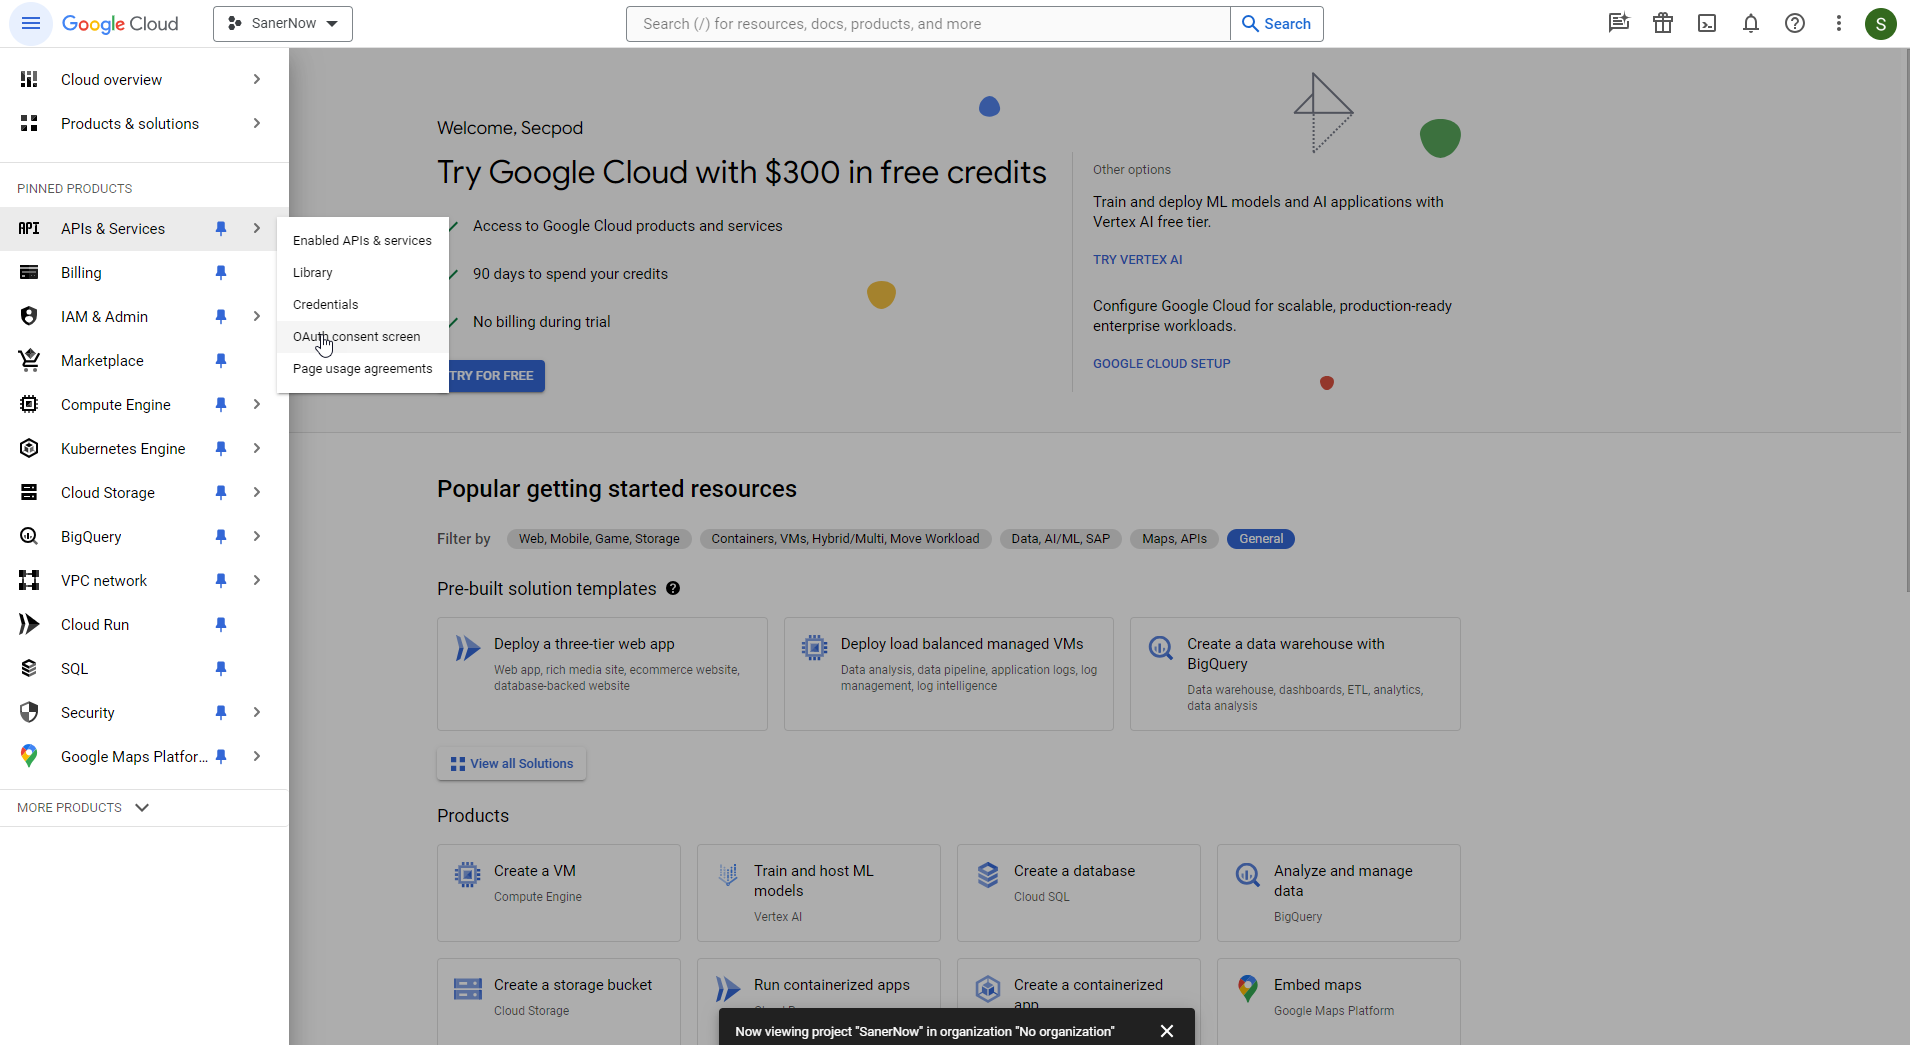 Google Cloud
SanerNow
Search (/) for resources, docs, products, and more
Search
S
Cloud overview
Products & solutions
PINNED PRODUCTS
API APIs & Services
Billing
IAM & Admin
Marketplace
Compute Engine
Kubernetes Engine
Cloud Storage
BigQuery
VPC network
Cloud Run
SQL
Security
Google Maps Platfor...
MORE PRODUCTS
Enabled APIs & services
Library
Credentials
OAuth consent screen
Page usage agreements
Welcome, Secpod
Try Google Cloud with $300 in free credits
Access to Google Cloud products and services
90 days to spend your credits
No billing during trial
TRY FOR FREE
Other options
Train and deploy ML models and AI applications with
Vertex AI free tier.
TRY VERTEX AI
Configure Google Cloud for scalable, production-ready
enterprise workloads.
GOOGLE CLOUD SETUP
Popular getting started resources
Filter by
Web, Mobile, Game, Storage
Containers, VMs, Hybrid/Multi, Move Workload
Data, AI/ML, SAP
Maps, APIs
General
Pre-built solution templates
Deploy a three-tier web app
Web app, rich media site, ecommerce website,
database-backed website
Deploy load balanced managed VMs
Data analysis, data pipeline, application logs, log
management, log intelligence
Create a data warehouse with
BigQuery
Data warehouse, dashboards, ETL, analytics,
data analysis
View all Solutions
Products
Create a VM
Compute Engine
Train and host ML
models
Vertex AI
Create a database
Cloud SQL
Analyze and manage
data
BigQuery
Create a storage bucket
Cloud Storage
Run containerized apps
Create a containerized
app
Embed maps
Google Maps Platform
Now viewing project "SanerNow" in organization "No organization"